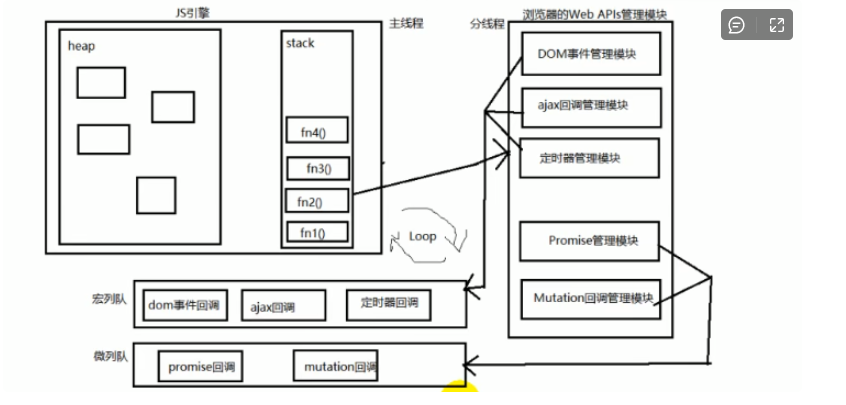 JS引擎
主线程
分线程
浏览器的Web APIs管理模块
heap
stack
fn4()
fn3()
fn2()
fn1()
DOM事件管理模块
ajax回调管理模块
定时器管理模块
Promise管理模块
Mutation回调管理模块
Loop
宏列队
dom事件回调
ajax回调
定时器回调
微列队
promise回调
mutation回调